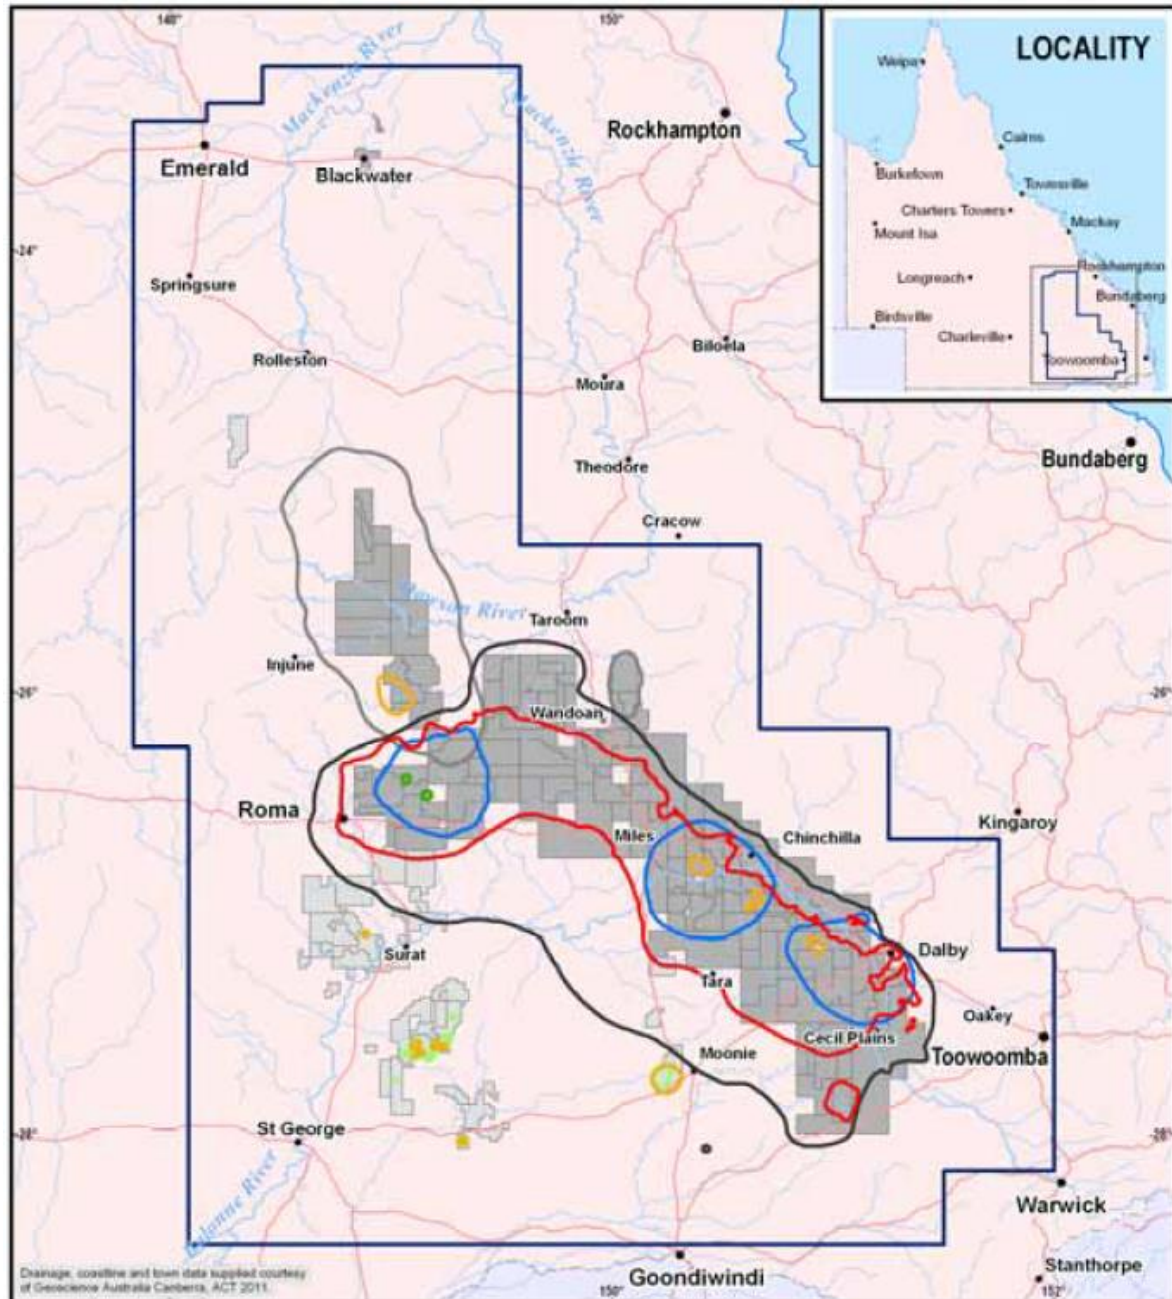 148°
150°
LOCALITY
Weipa
Cairns
Burketown
Townsville
Charters Towers
Mount Isa
Mackay
Longreach
Rockhampton
Bundaberg
Birdsville
Charleville
Toowoomba
Mackenzie River
Mackenzie River
Rockhampton
Emerald
Blackwater
-24°
Springsure
Rolleston
Biloela
Moura
Bundaberg
Theodore
Cracow
Dawson River
Taroom
Injune
-26°
-26°
Wandoan
Roma
Miles
Chinchilla
Kingaroy
Surat
Tara
Dalby
Oakey
Cecil Plains
Moonie
Toowoomba
St George
-28°
-28°
Balonne River
Warwick
Goondiwindi
Stanthorpe
Drainage, coastline and town data supplied courtesy
of Geoscience Australia Canberra, ACT 2011.
150°
152°